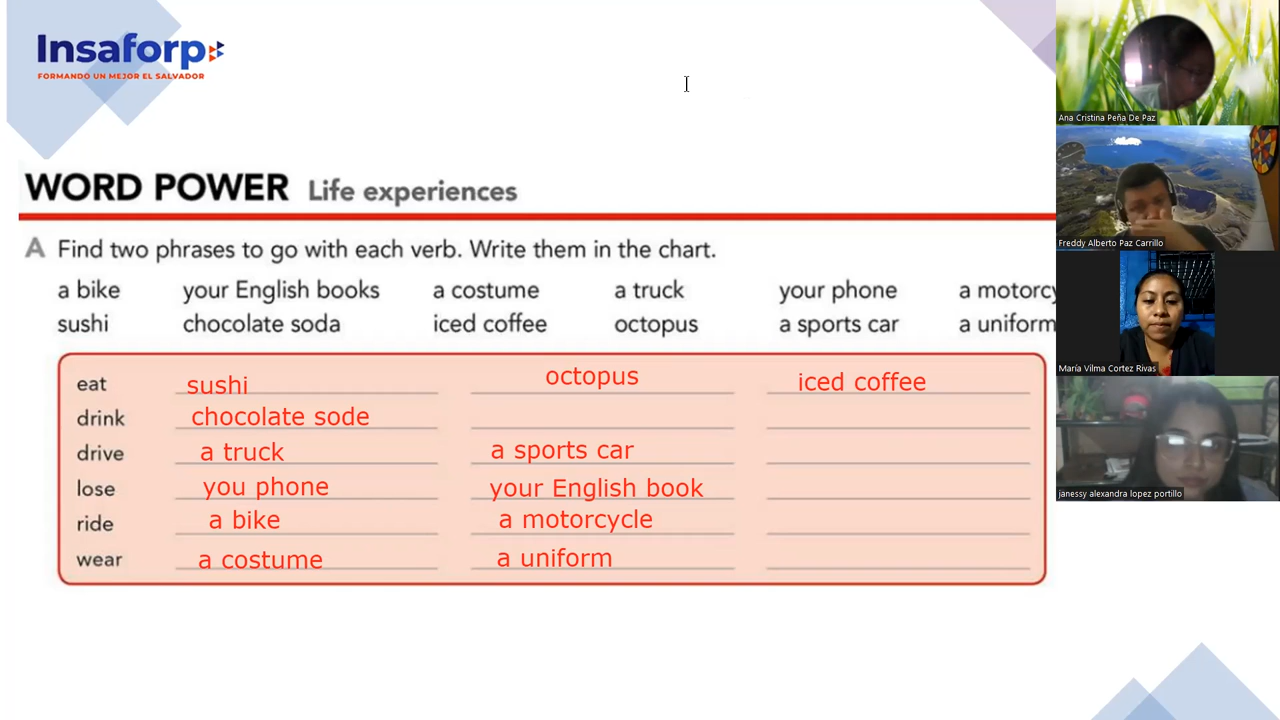 Insaforp
FORMANDO UN MEJOR EL SALVADOR
WORD POWER Life experiences
A Find two phrases to go with each verb. Write them in the chart.
a bike your English books a costume a truck your phone a motorcy
sushi chocolate soda iced coffee octopus a sports car a uniform
eat sushi octopus iced coffee
drink chocolate sode
drive a truck a sports car
lose you phone your English book
ride a bike a motorcycle
wear a costume a uniform
Ana Cristina Peña De Paz
Freddy Alberto Paz Carrillo
María Vilma Cortez Rivas
janessy alexandra lopez portillo